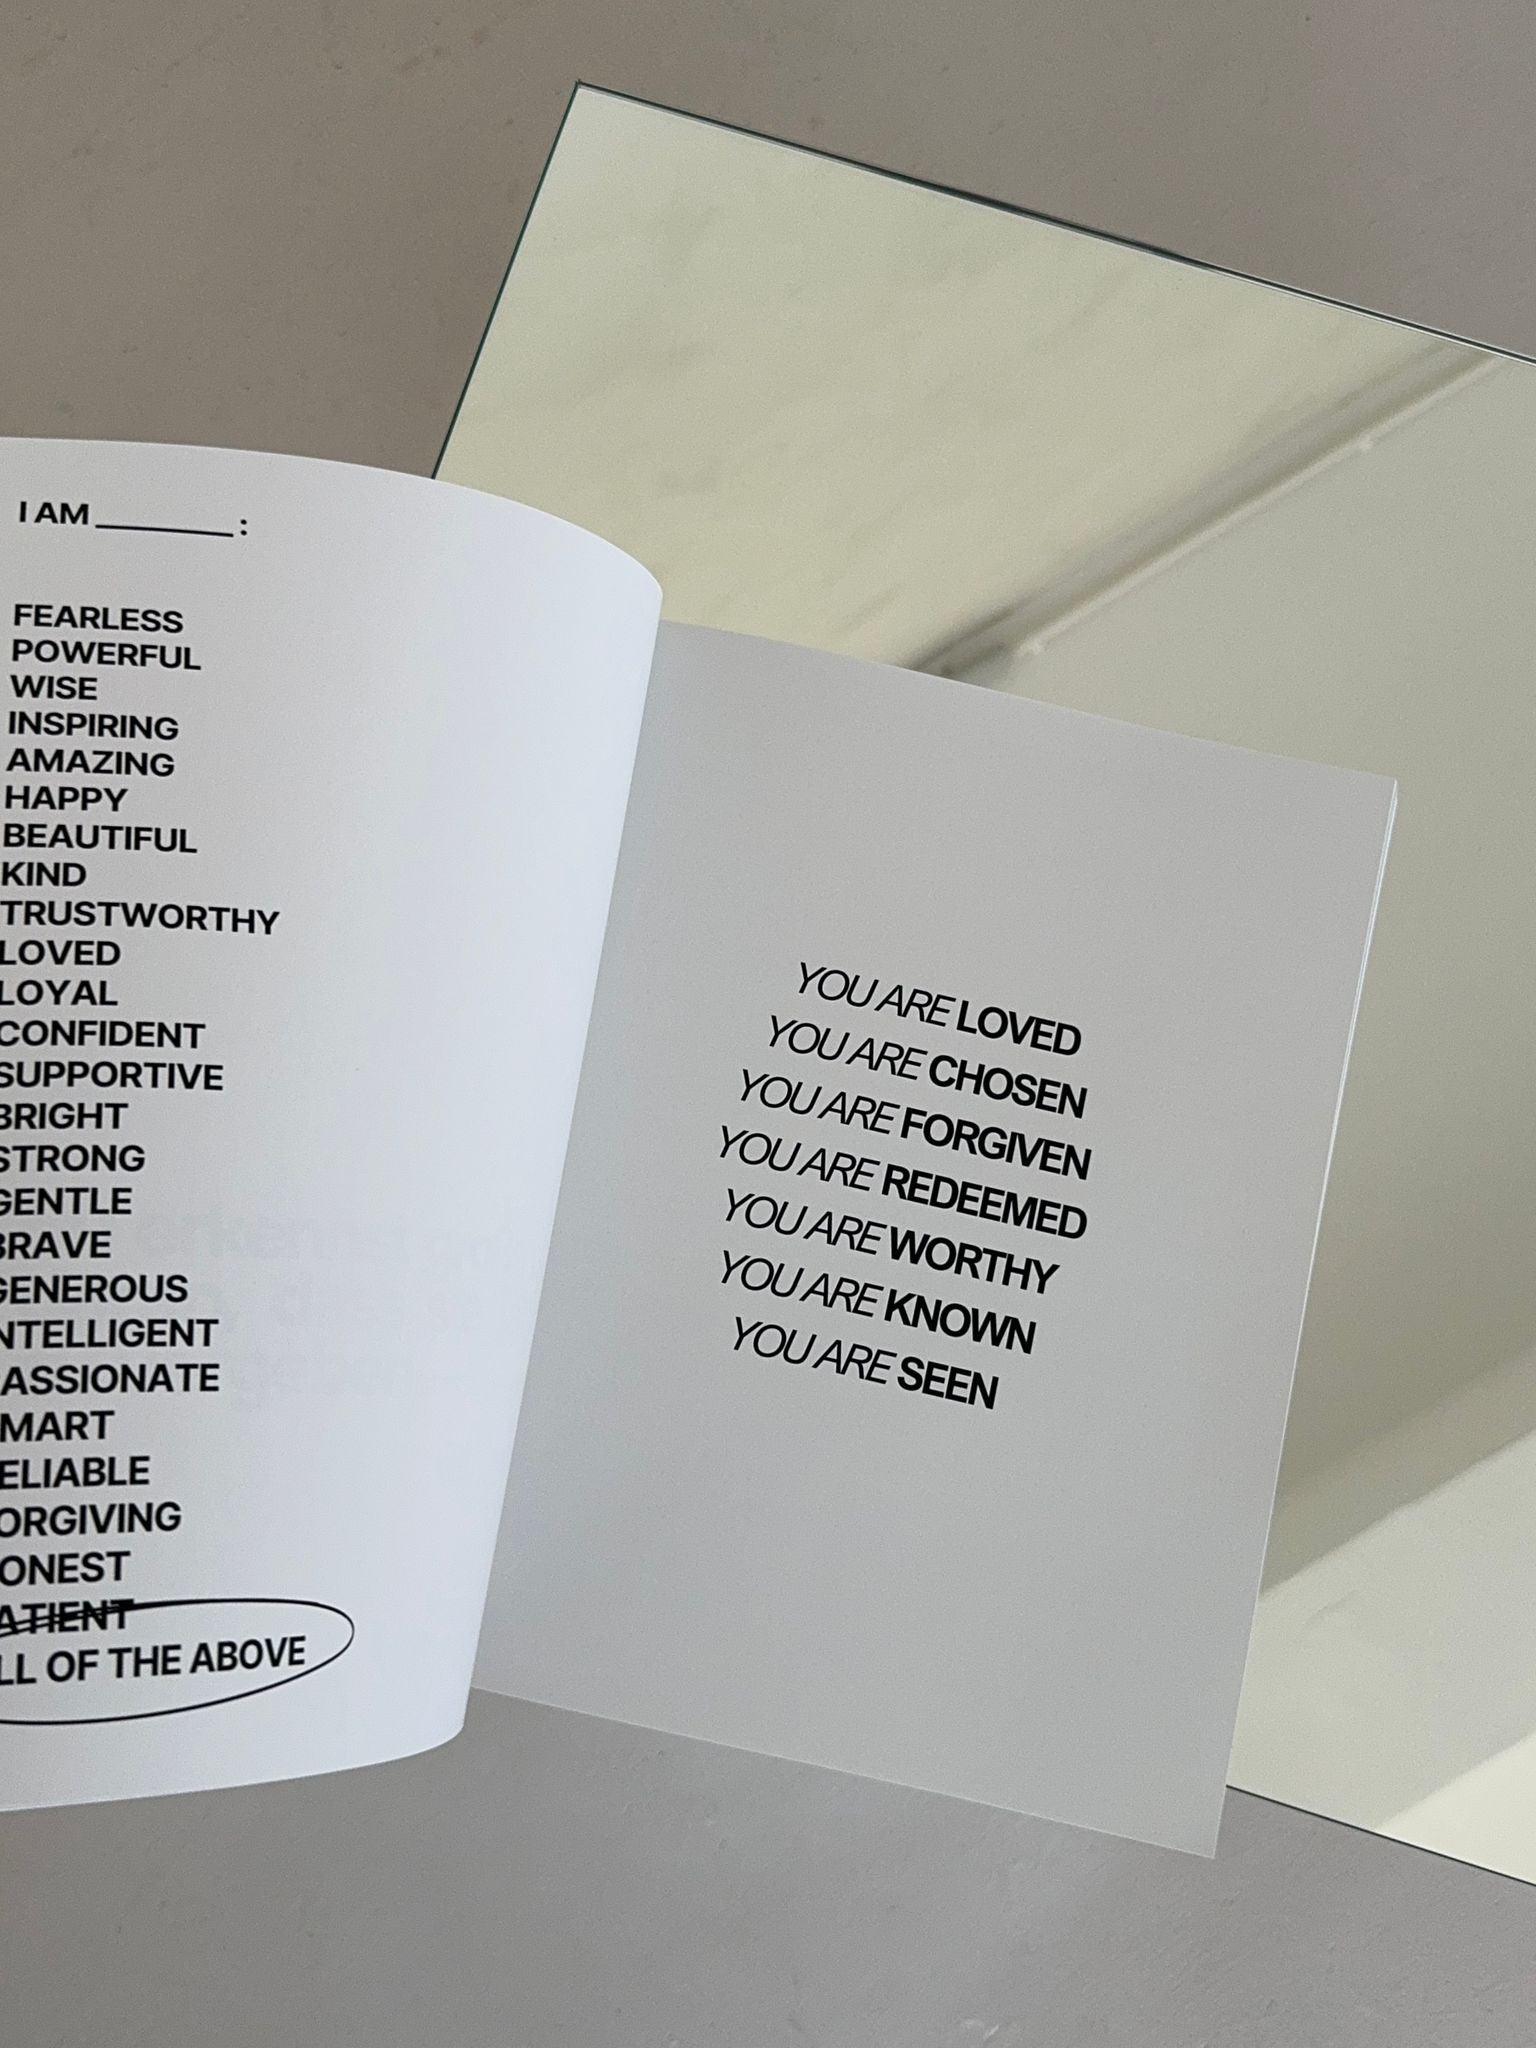 I AM ________ :
FEARLESS
POWERFUL
WISE
INSPIRING
AMAZING
HAPPY
BEAUTIFUL
KIND
TRUSTWORTHY
LOVED
LOYAL
CONFIDENT
SUPPORTIVE
BRIGHT
STRONG
GENTLE
BRAVE
GENEROUS
NTELLIGENT
ASSIONATE
MART
ELIABLE
ORGIVING
ONEST
ATIENT
LL OF THE ABOVE
YOU ARE LOVED
YOU ARE CHOSEN
YOU ARE FORGIVEN
YOU ARE REDEEMED
YOU ARE WORTHY
YOU ARE KNOWN
YOU ARE SEEN